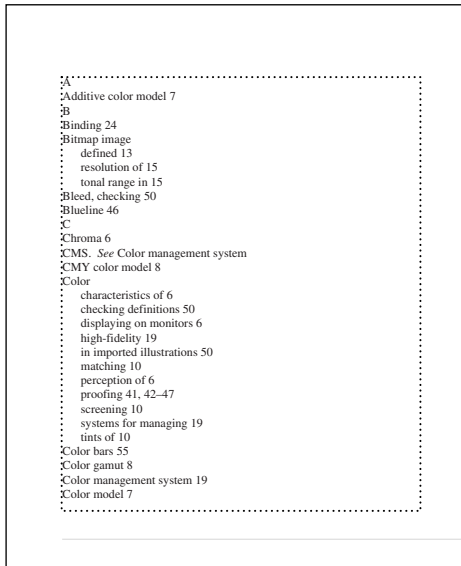 A
Additive color model 7
B
Binding 24
Bitmap image
defined 13
resolution of 15
tonal range in 15
Bleed, checking 50
Blueline 46
C
Chroma 6
CMS.  See Color management system
CMY color model 8
Color
characteristics of 6
checking definitions 50
displaying on monitors 6
high-fidelity 19
in imported illustrations 50
matching 10
perception of 6
proofing 41, 42–47
screening 10
systems for managing 19
tints of 10
Color bars 55
Color gamut 8
Color management system 19
Color model 7